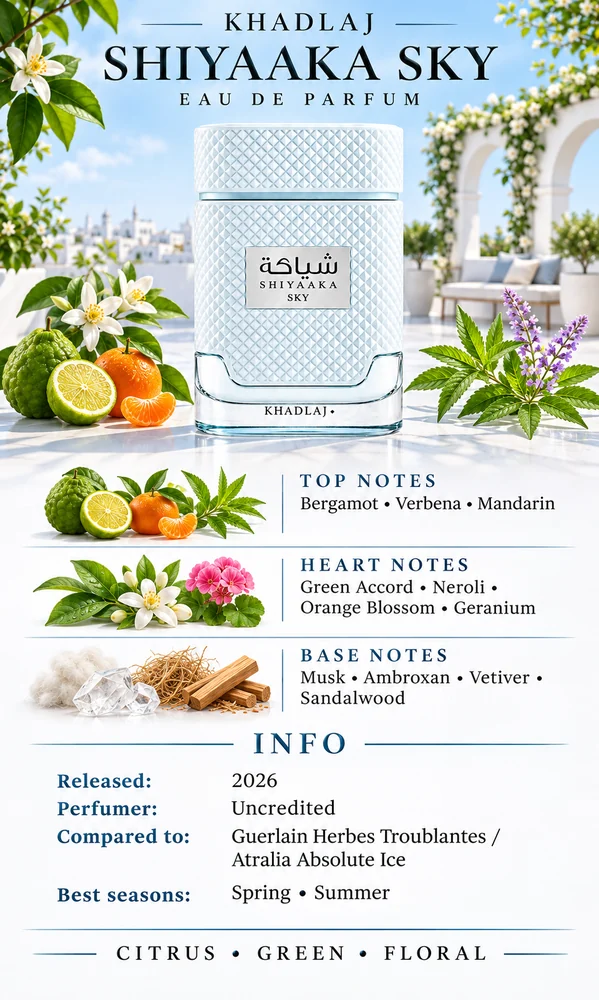 KHADLAJ
SHIYAAKA SKY
EAU DE PARFUM
شياكة
SHIYAAKA
SKY
KHADLAJ•
TOP NOTES
Bergamot • Verbena • Mandarin
HEART NOTES
Green Accord • Neroli •
Orange Blossom • Geranium
BASE NOTES
Musk • Ambroxan • Vetiver •
Sandalwood
INFO
Released: 2026
Perfumer: Uncredited
Compared to: Guerlain Herbes Troublantes /
Atralia Absolute Ice
Best seasons: Spring • Summer
CITRUS • GREEN • FLORAL